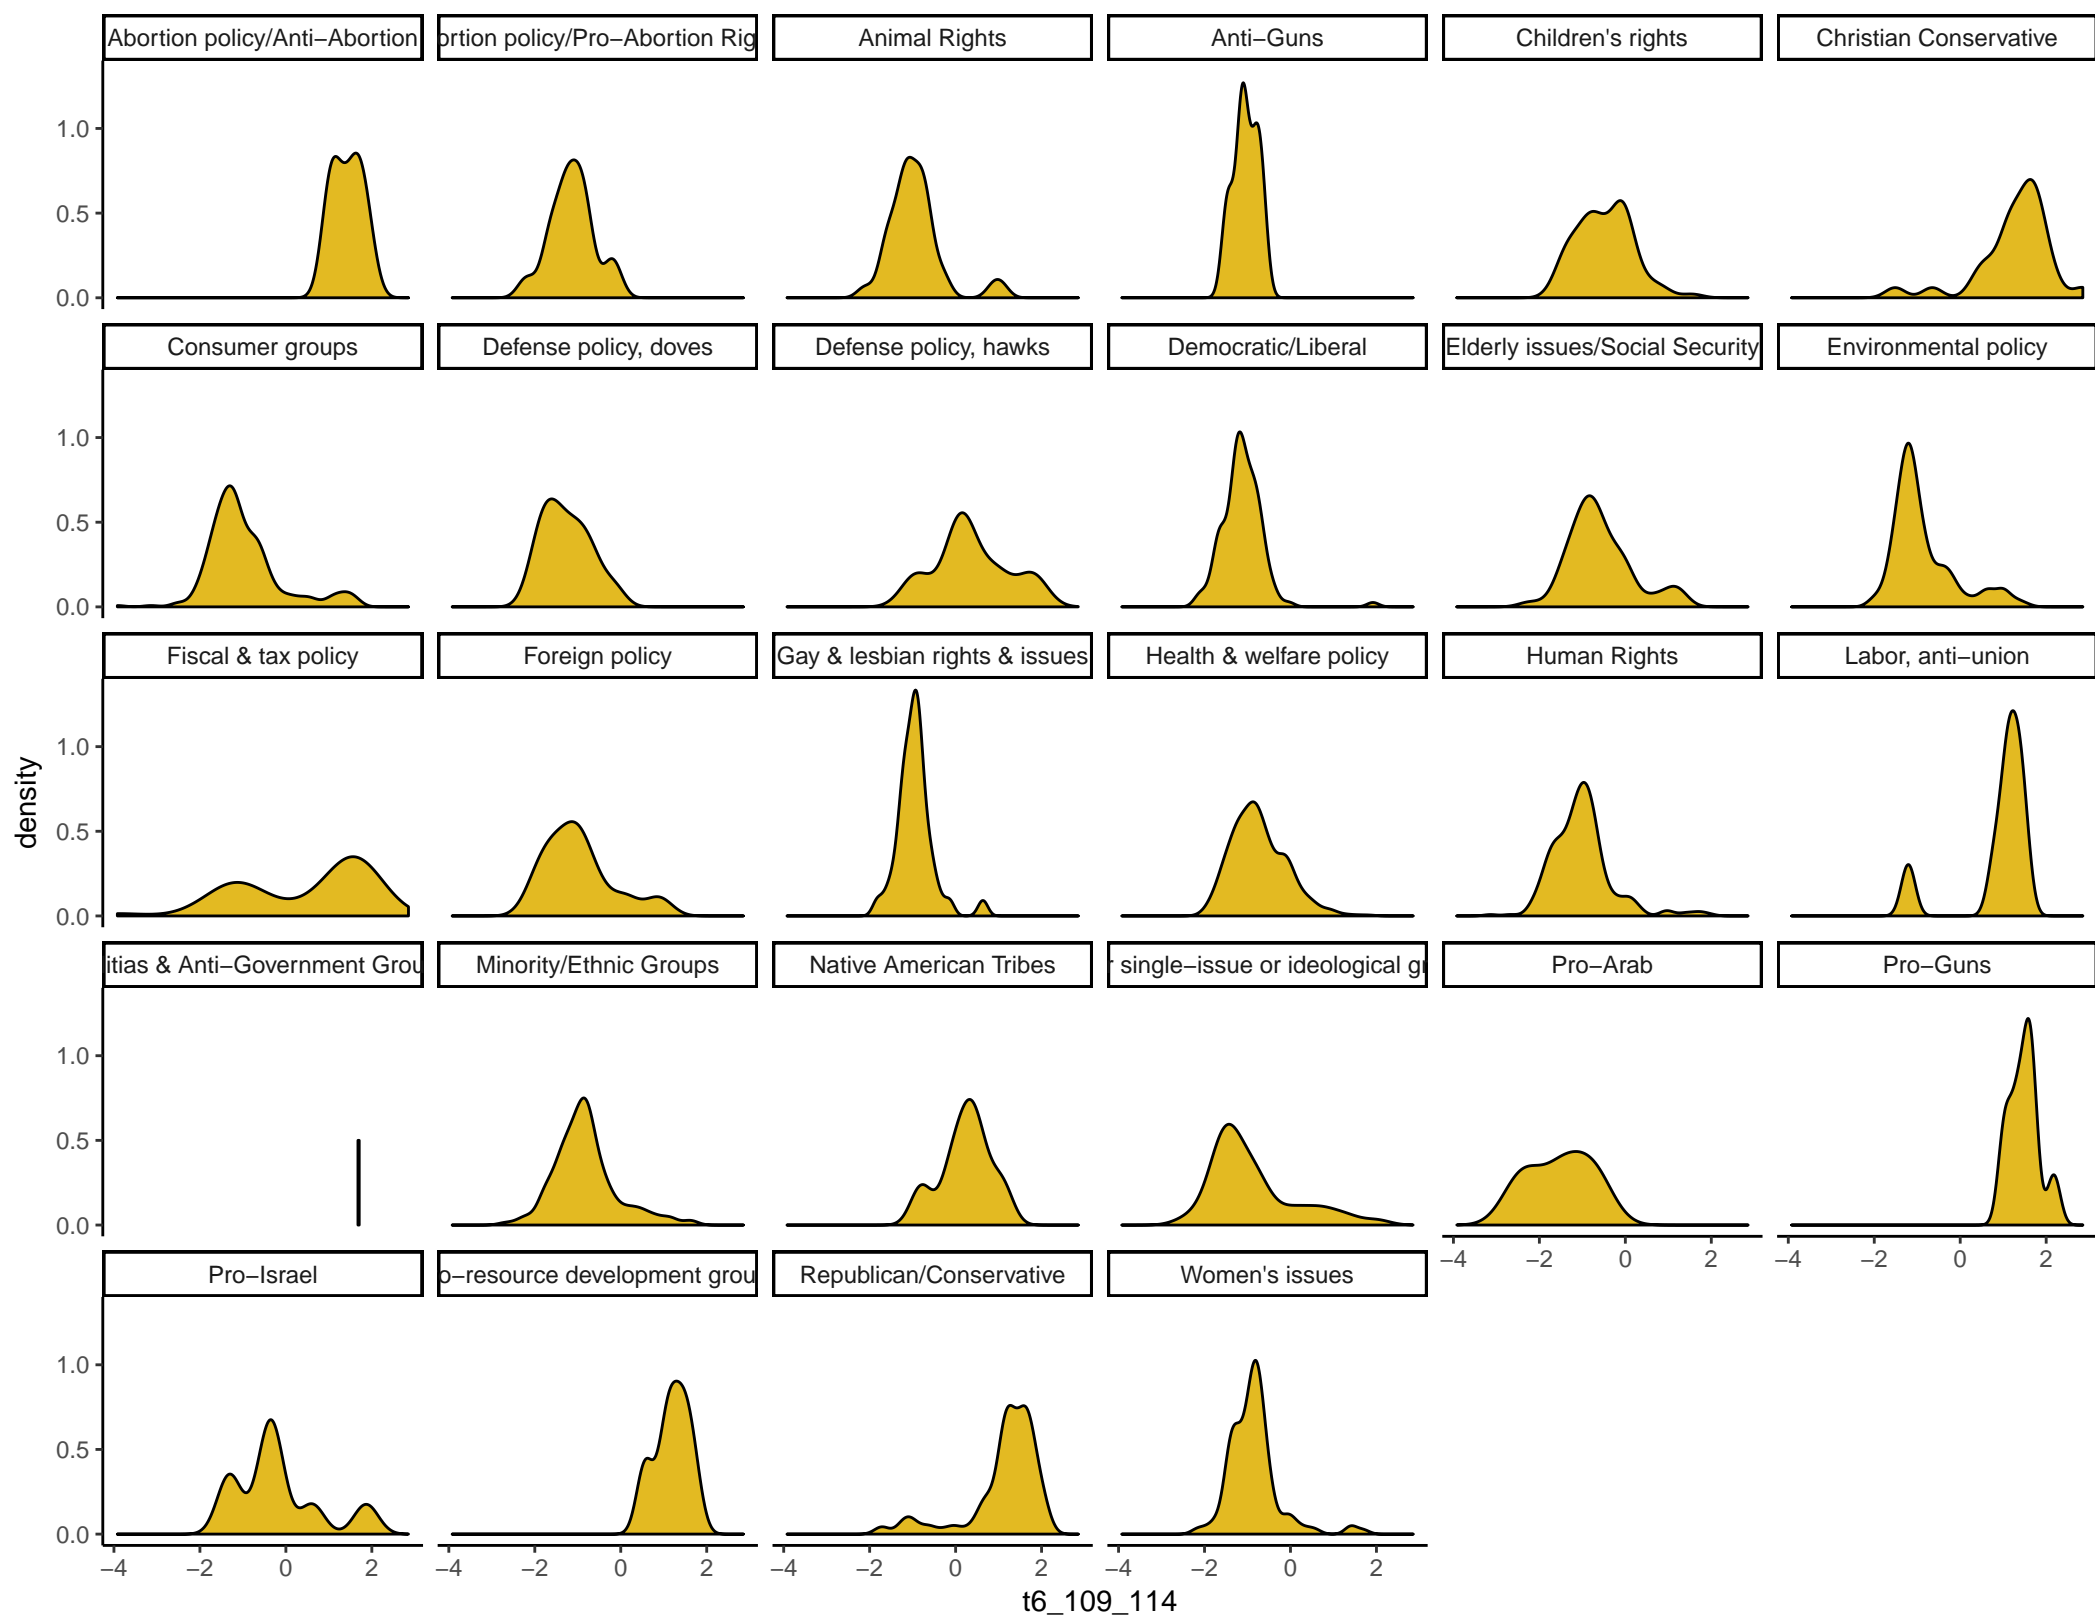 Abortion policy/Anti−Abortion
ortion policy/Pro−Abortion Rig
Animal Rights
Anti−Guns
Children's rights
Christian Conservative
1.0
0.5
0.0
Consumer groups
Defense policy, doves
Defense policy, hawks
Democratic/Liberal
Elderly issues/Social Security
Environmental policy
1.0
0.5
0.0
Fiscal & tax policy
Foreign policy
Gay & lesbian rights & issues
Health & welfare policy
Human Rights
Labor, anti−union
1.0
0.5
0.0
density
itias & Anti−Government Grou
Minority/Ethnic Groups
Native American Tribes
r single−issue or ideological gr
Pro−Arab
Pro−Guns
1.0
0.5
0.0
−4 −2 0 2
−4 −2 0 2
Pro−Israel
o−resource development grou
Republican/Conservative
Women's issues
1.0
0.5
0.0
−4 −2 0 2
−4 −2 0 2
−4 −2 0 2
−4 −2 0 2
t6_109_114